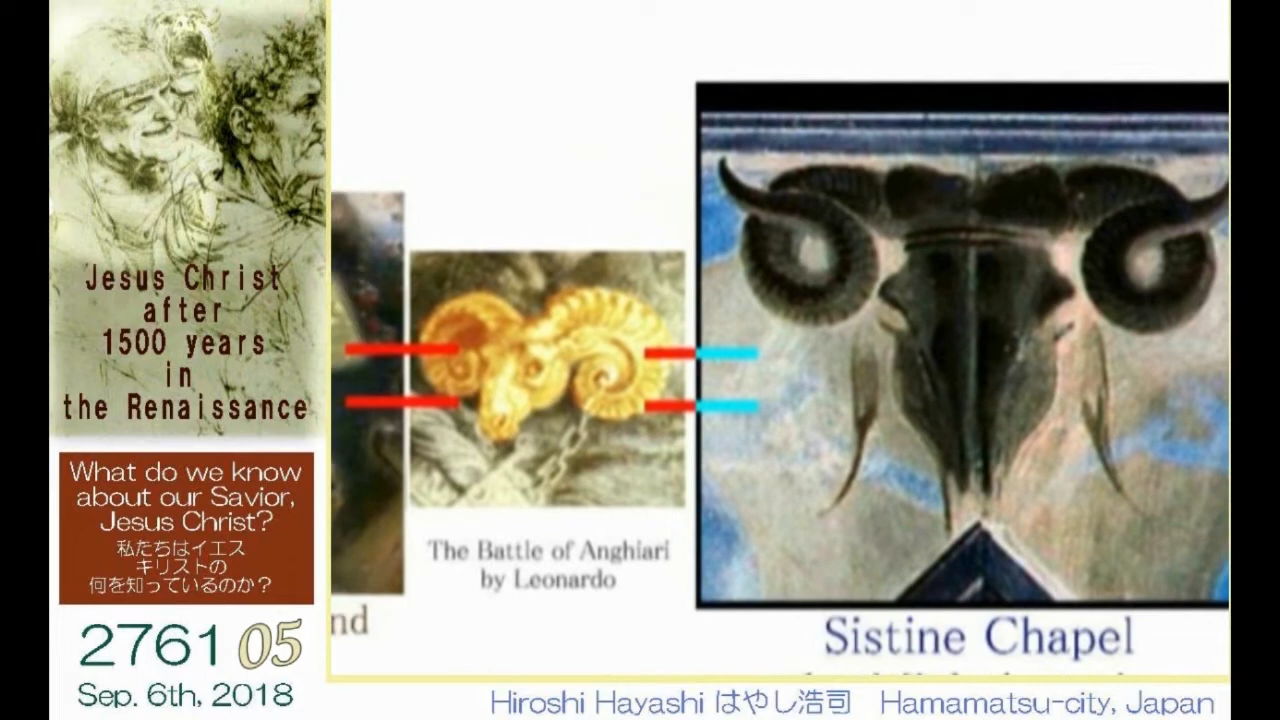 Jesus Christ
after
1500 years
in
the Renaissance
What do we know
about our Savior,
Jesus Christ?
私たちはイエス
キリストの
何を知っているのか？
2761 05
Sep. 6th, 2018
The Battle of Anghiari
by Leonardo
nd
Sistine Chapel
Hiroshi Hayashi はやし浩司 Hamamatsu-city, Japan